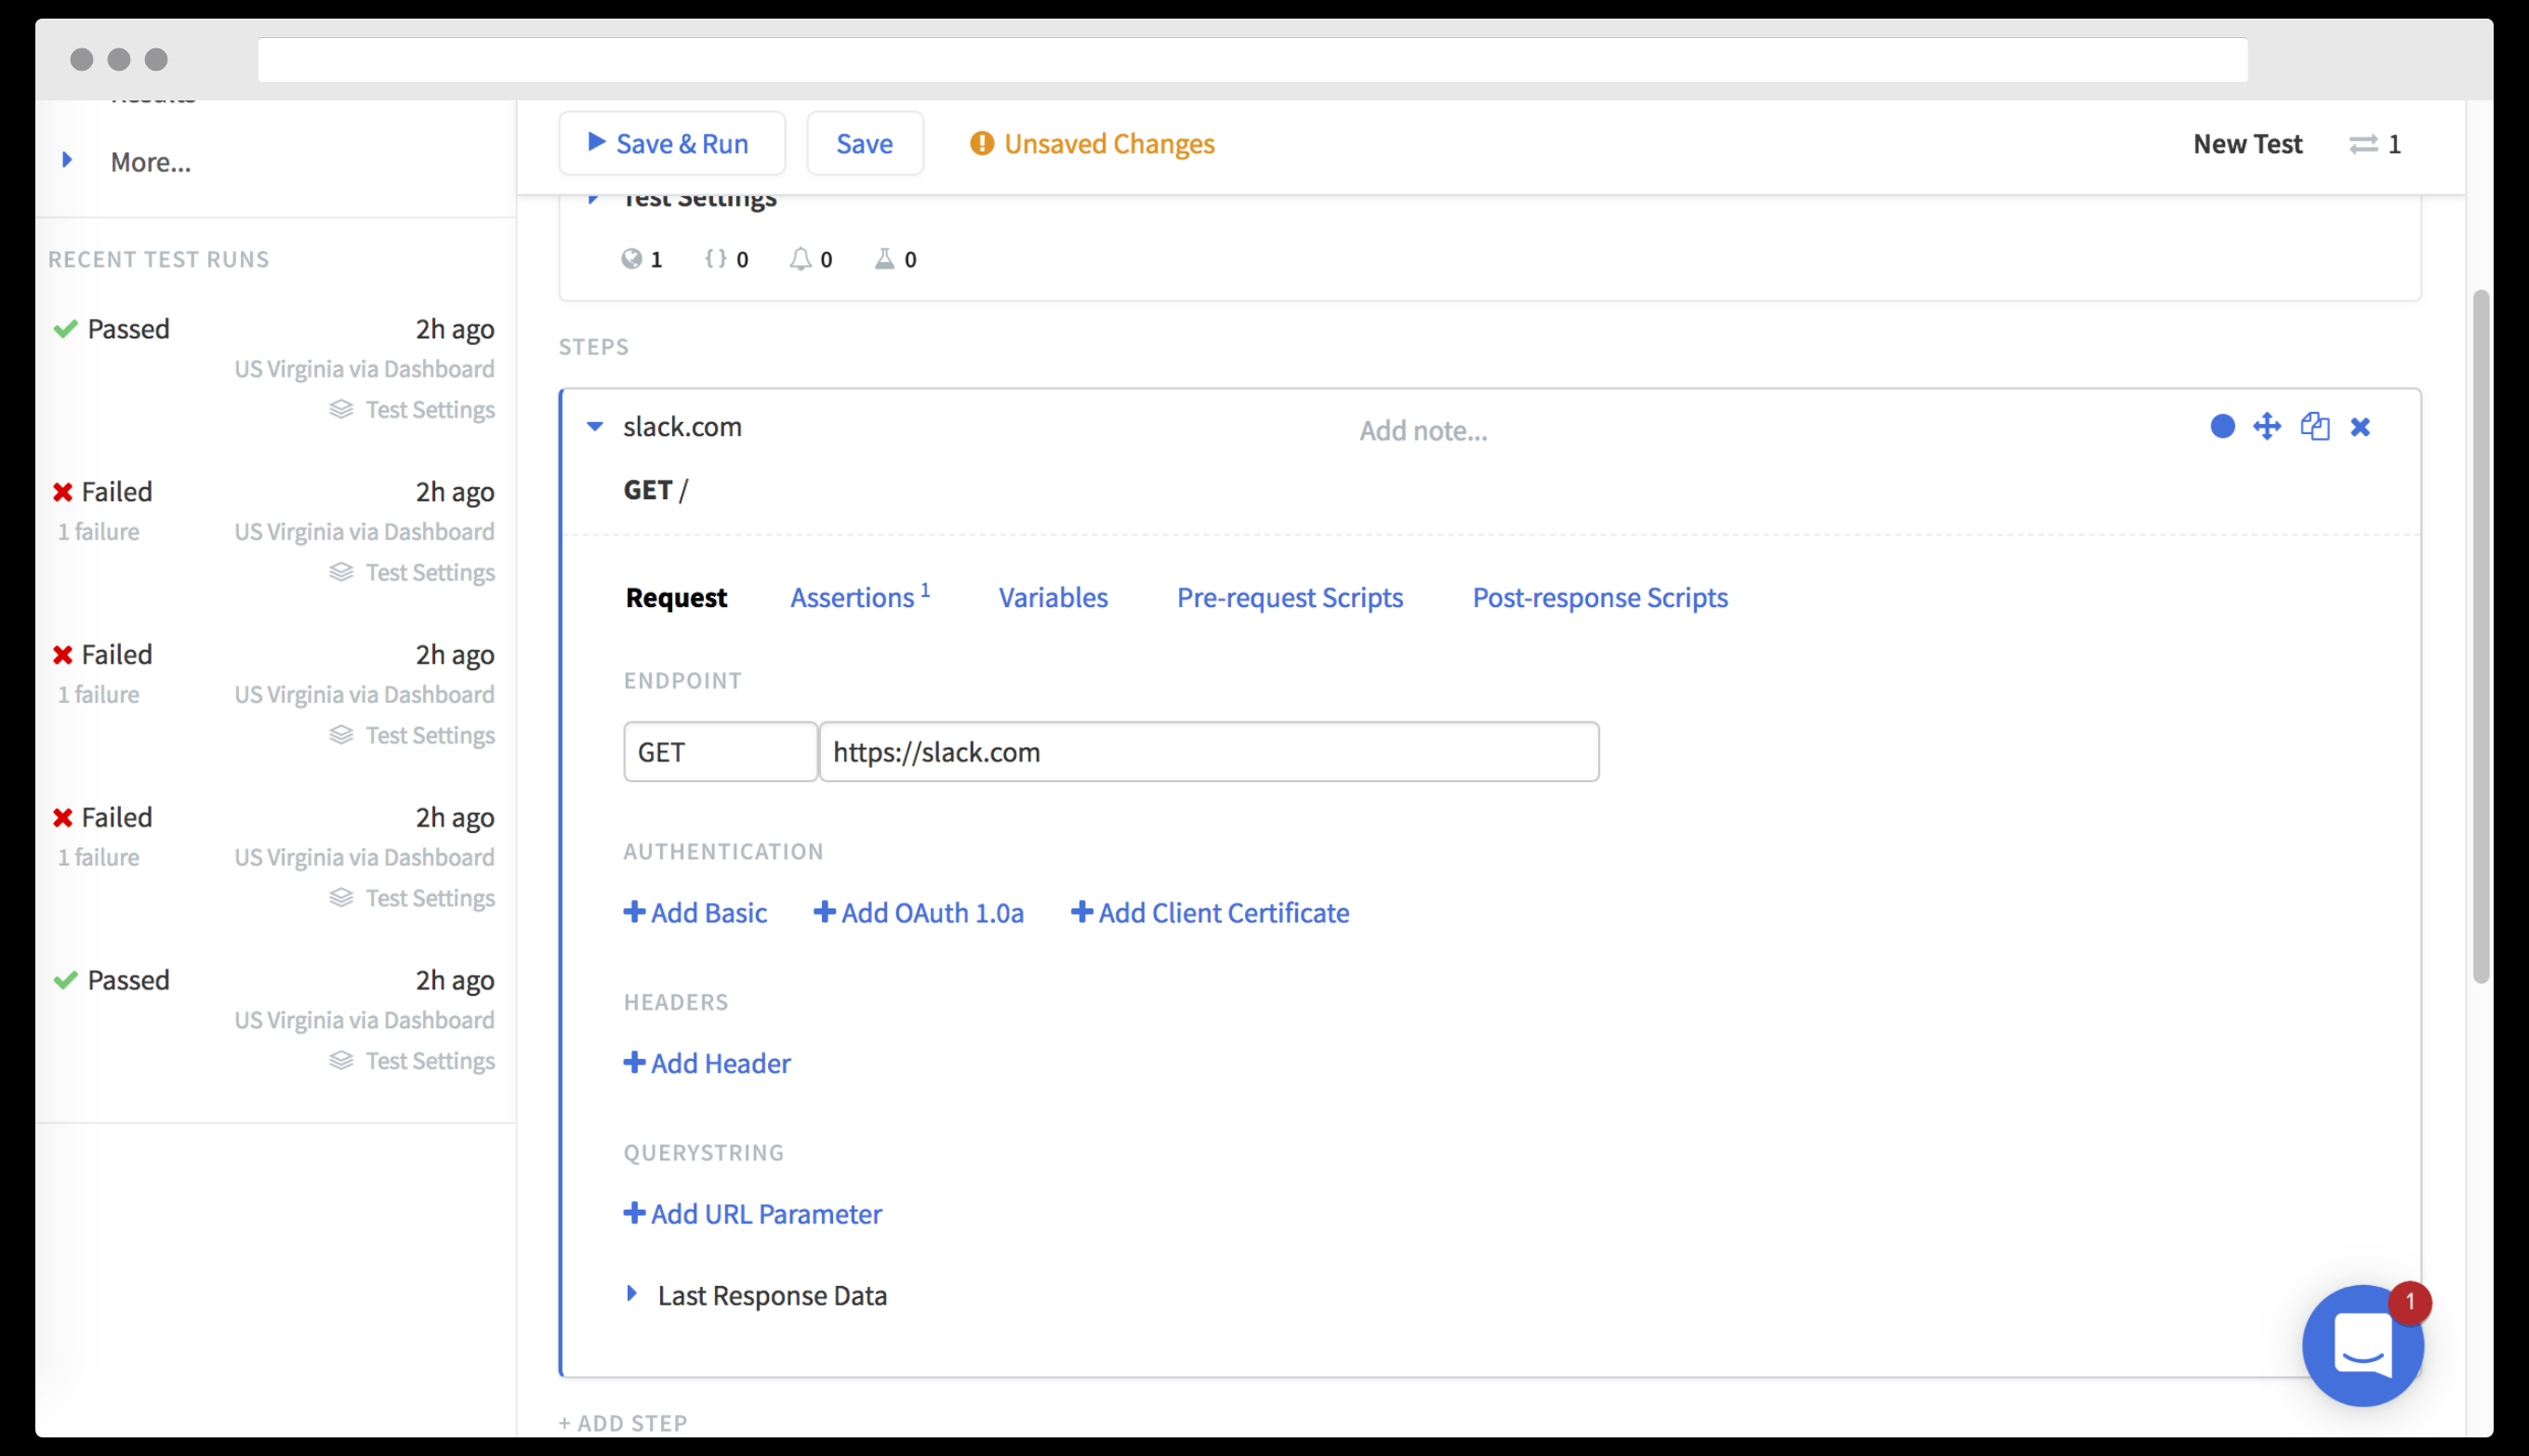 Results
More...
RECENT TEST RUNS
Passed 2h ago
US Virginia via Dashboard
Test Settings
Failed 2h ago
1 failure US Virginia via Dashboard
Test Settings
Failed 2h ago
1 failure US Virginia via Dashboard
Test Settings
Failed 2h ago
1 failure US Virginia via Dashboard
Test Settings
Passed 2h ago
US Virginia via Dashboard
Test Settings
Save & Run Save Unsaved Changes New Test 1
Test Settings
1 {} 0 0 0
STEPS
slack.com Add note...
GET /
Request Assertions 1 Variables Pre-request Scripts Post-response Scripts
ENDPOINT
GET https://slack.com
AUTHENTICATION
Add Basic Add OAuth 1.0a Add Client Certificate
HEADERS
Add Header
QUERYSTRING
Add URL Parameter
Last Response Data
1
+ ADD STEP